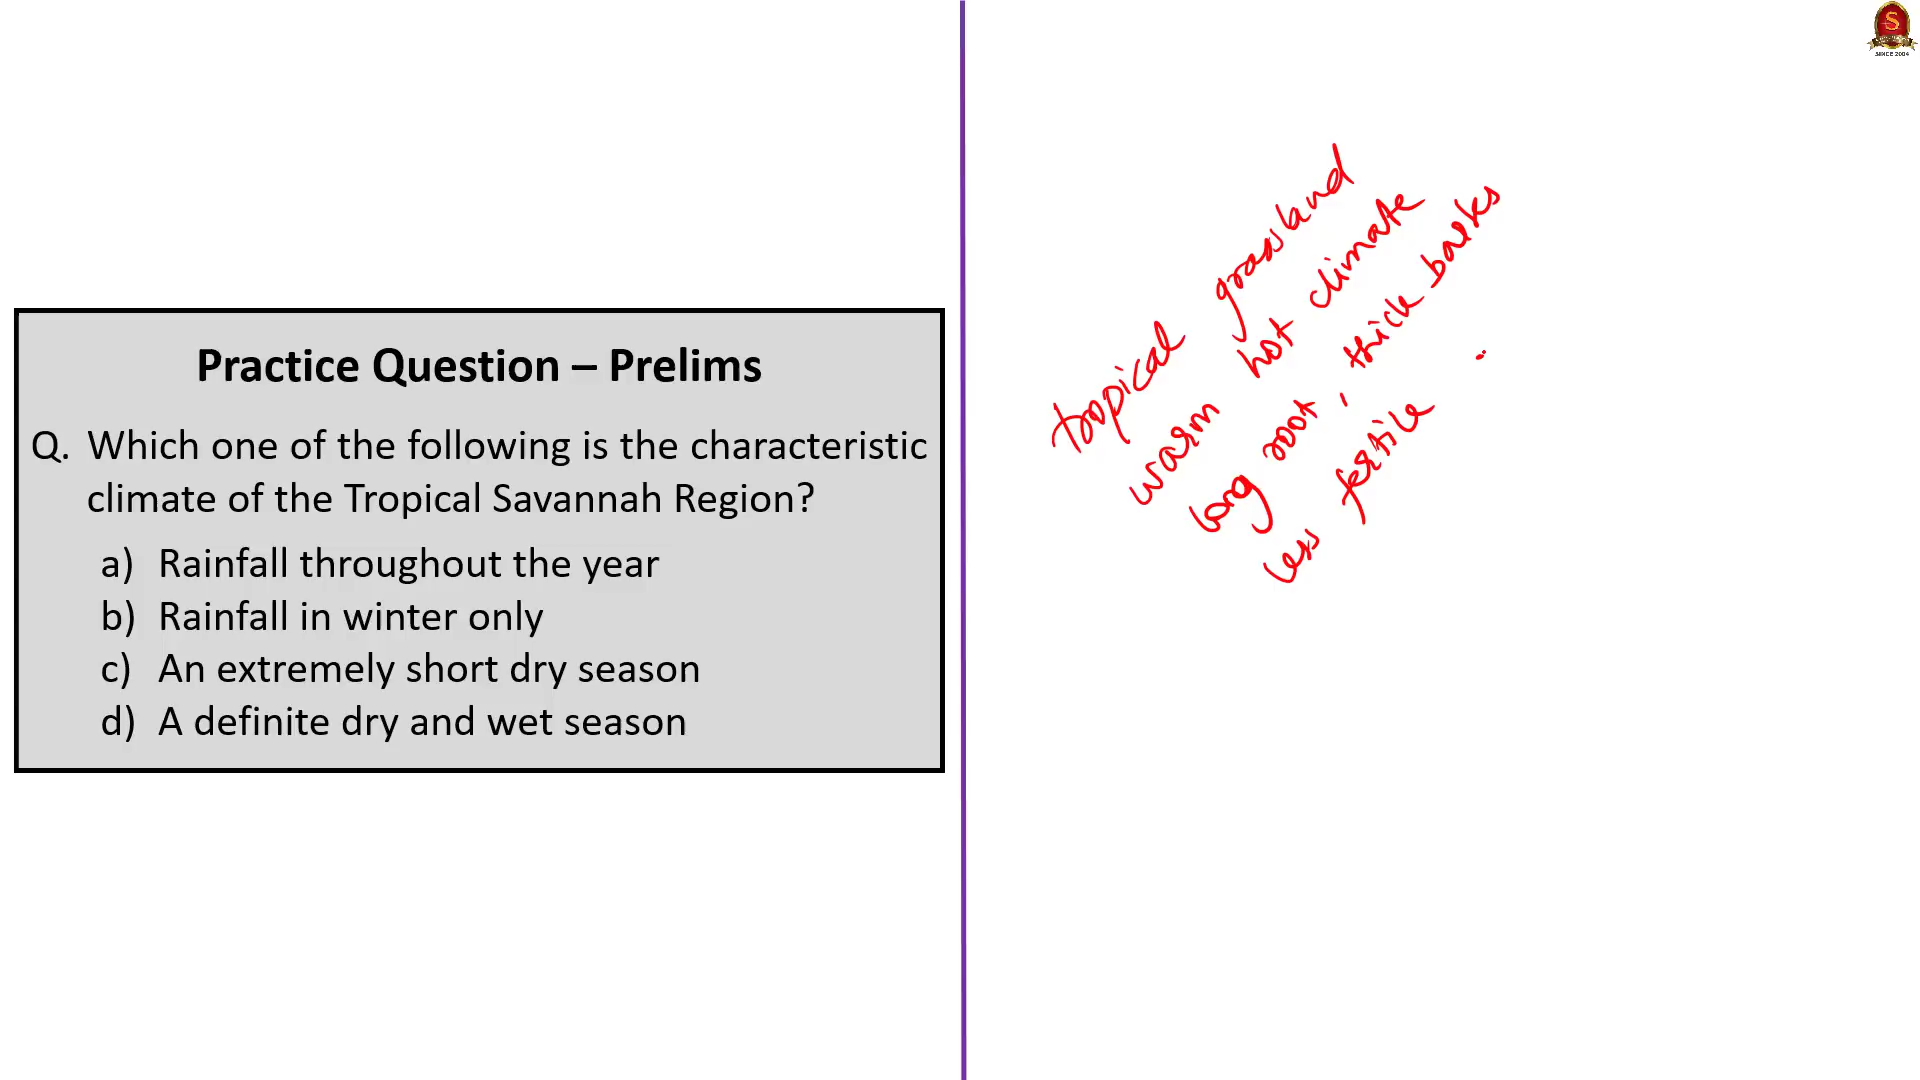 S
SINCE 2004
Practice Question – Prelims
Q. Which one of the following is the characteristic
climate of the Tropical Savannah Region?
a) Rainfall throughout the year
b) Rainfall in winter only
c) An extremely short dry season
d) A definite dry and wet season
tropical grassland
warm hot climate
long root, thick barks
less fertile